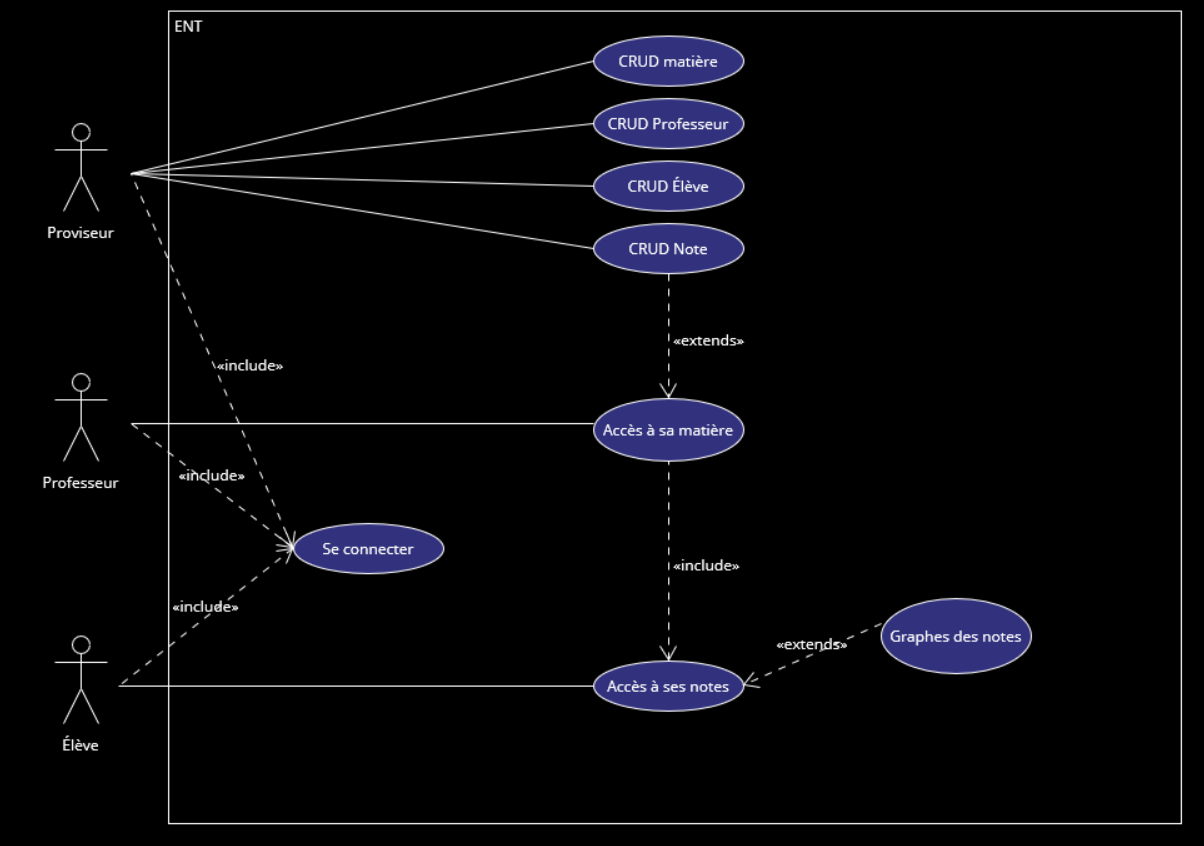 ENT
CRUD matière
CRUD Professeur
CRUD Élève
Proviseur
CRUD Note
«extends»
«include»
Accès à sa matière
«include»
Professeur
Se connecter
«include»
«include»
Graphes des notes
«extends»
Accès à ses notes
Élève